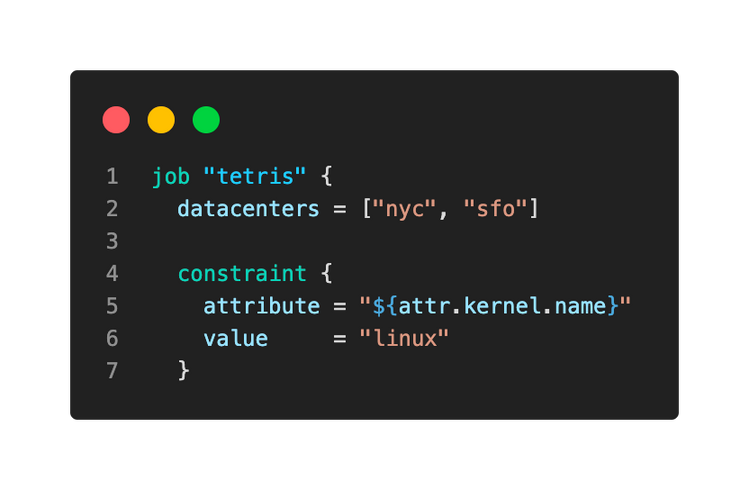 1 job "tetris" {
2   datacenters = ["nyc", "sfo"]
3
4   constraint {
5     attribute = "${attr.kernel.name}"
6     value     = "linux"
7   }